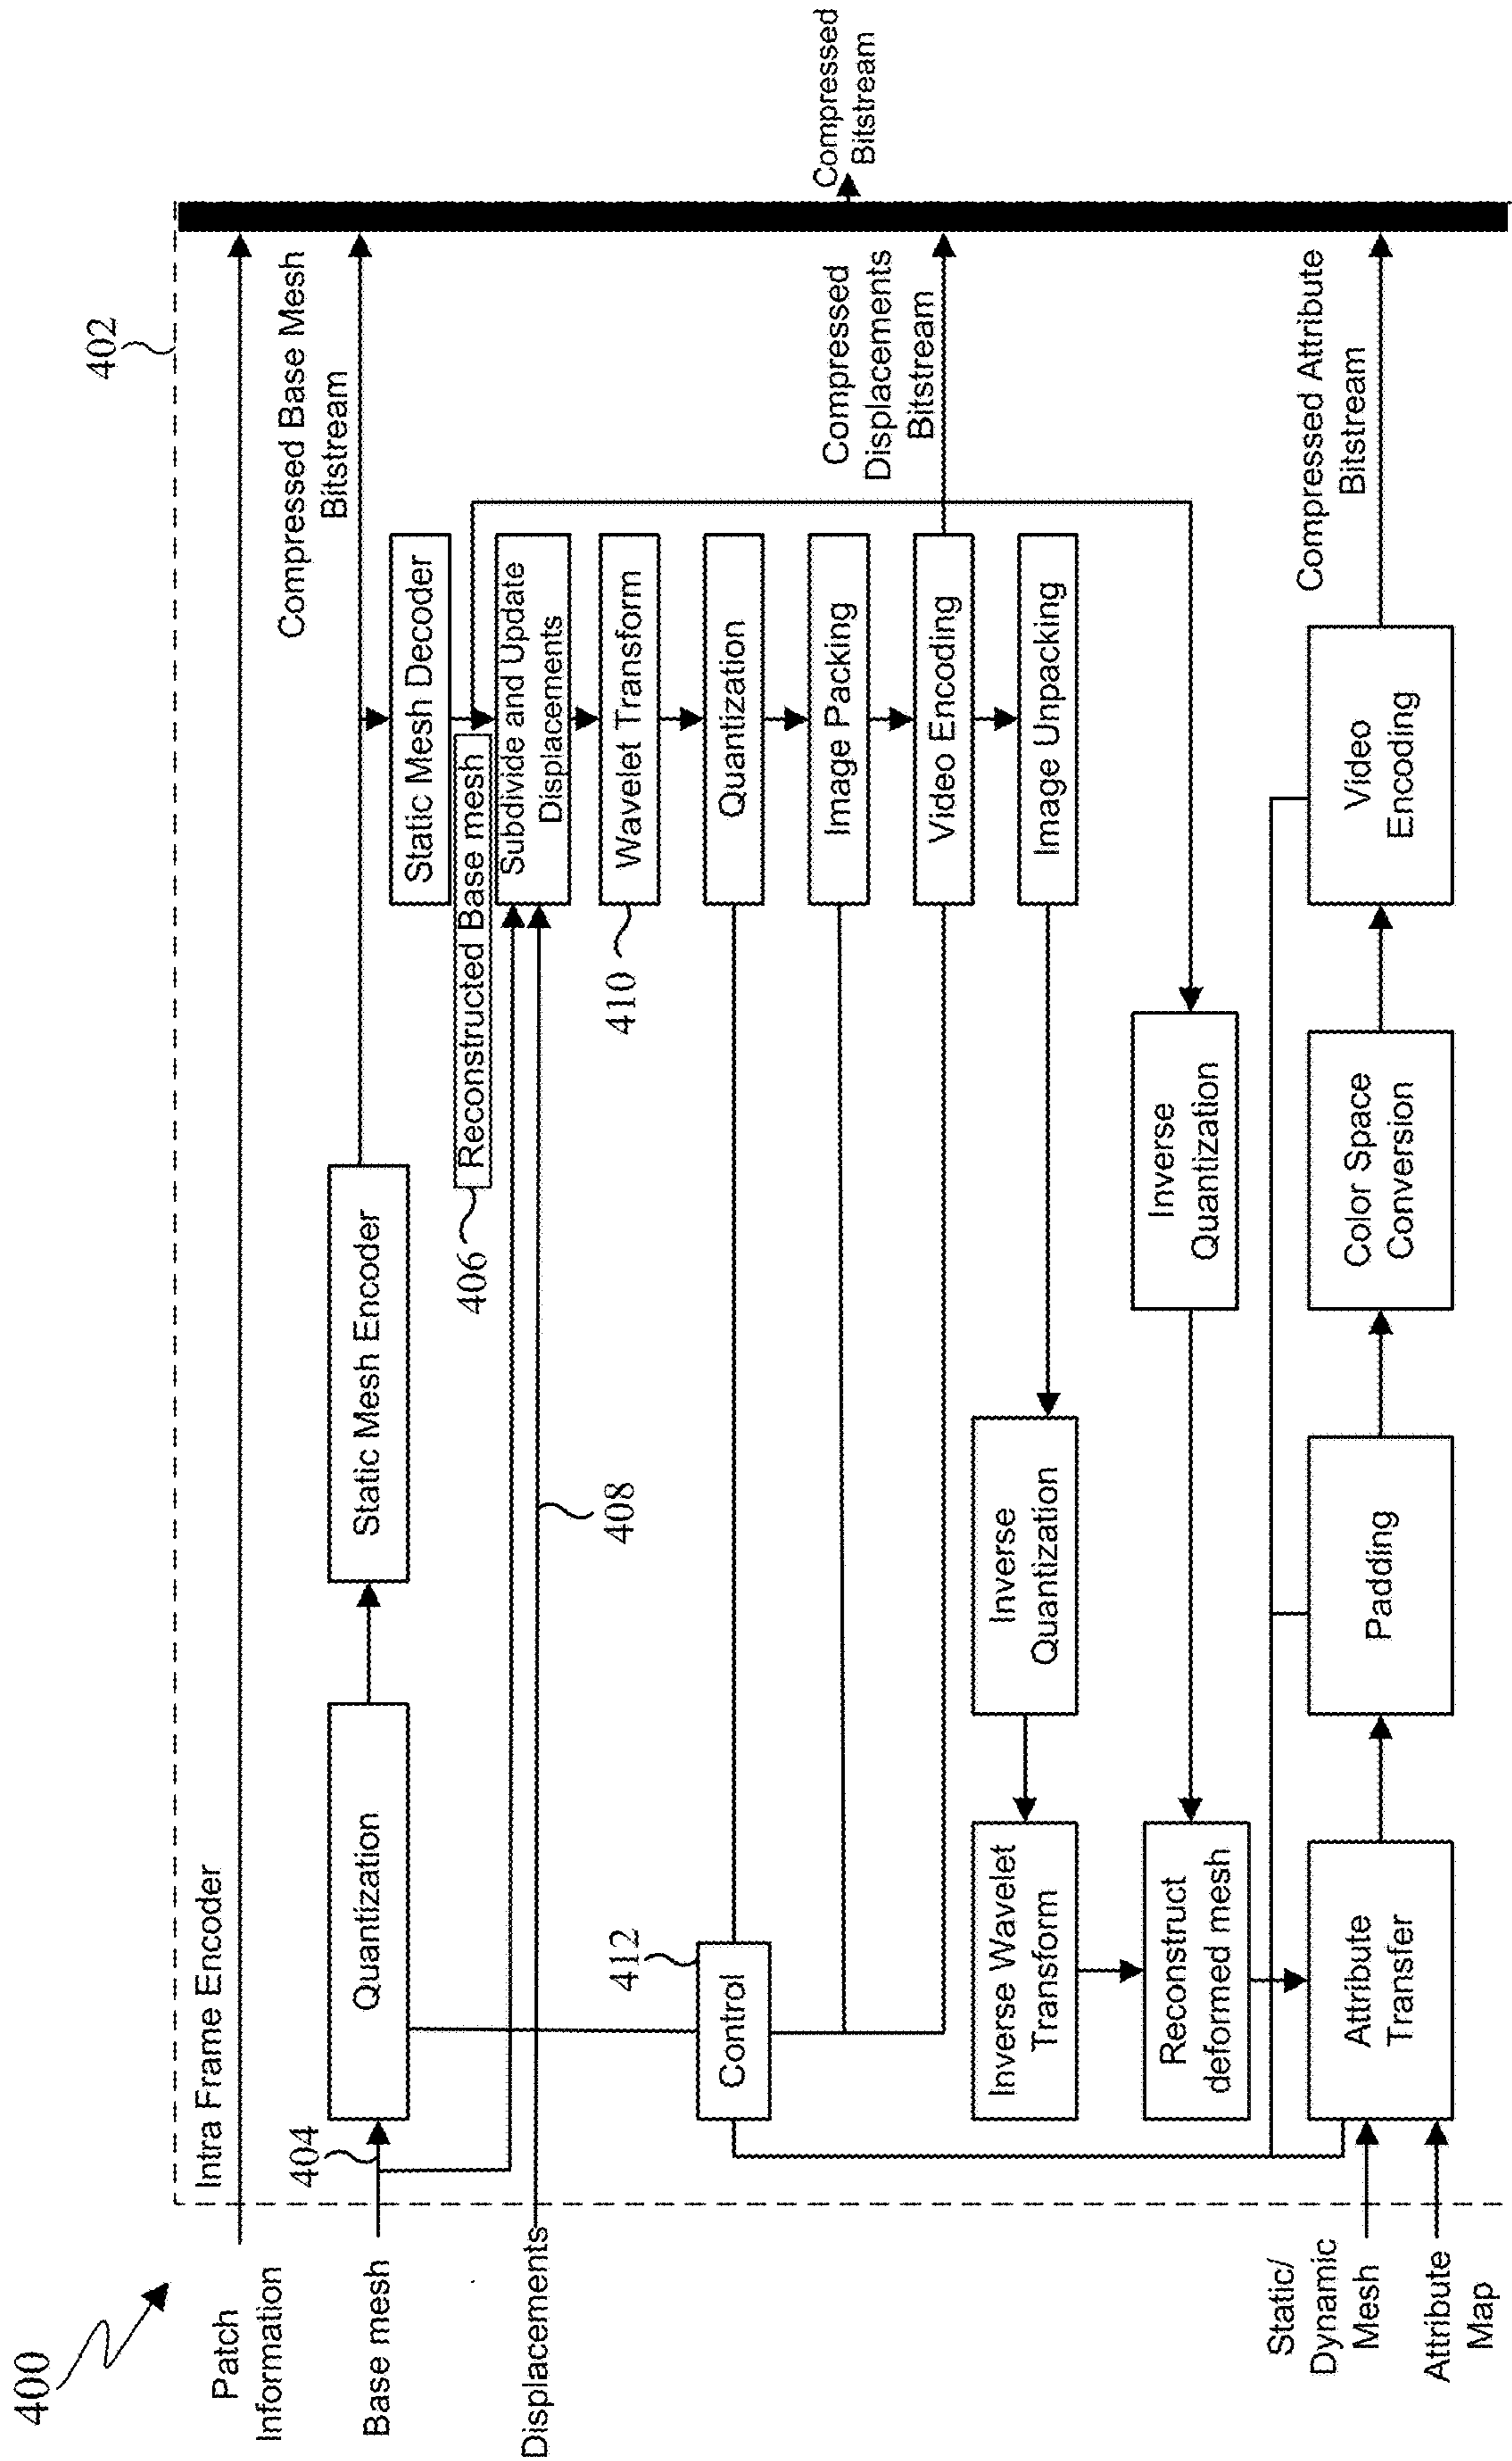 400
402
Intra Frame Encoder
Patch
Information
Base mesh
404
Quantization
Static Mesh Encoder
Compressed Base Mesh
Bitstream
Static Mesh Decoder
406
Reconstructed Base mesh
Displacements
408
Subdivide and Update
Displacements
410
Wavelet Transform
412
Control
Quantization
Image Packing
Video Encoding
Compressed
Displacements
Bitstream
Compressed
Bitstream
Image Unpacking
Inverse Wavelet
Transform
Inverse
Quantization
Reconstruct
deformed mesh
Inverse
Quantization
Static/
Dynamic
Mesh
Attribute
Map
Attribute
Transfer
Padding
Color Space
Conversion
Video
Encoding
Compressed Attribute
Bitstream